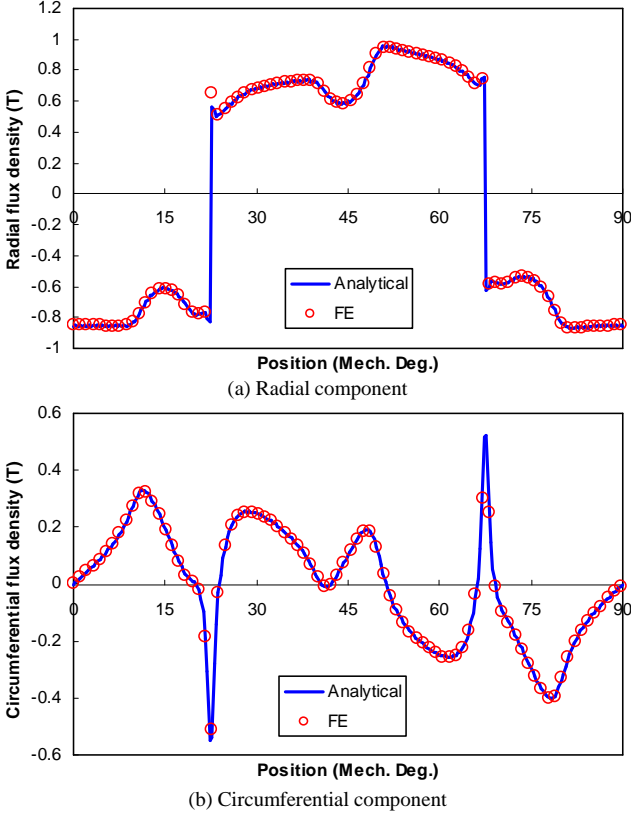 1.2
1
0.8
0.6
0.4
0.2
0
-0.2
-0.4
-0.6
-0.8
-1
Radial flux density (T)
0 15 30 45 60 75 90
Analytical
FE
Position (Mech. Deg.)
(a) Radial component
0.6
0.4
0.2
0
-0.2
-0.4
-0.6
Circumferential flux density (T)
0 15 30 45 60 75 90
Analytical
FE
Position (Mech. Deg.)
(b) Circumferential component